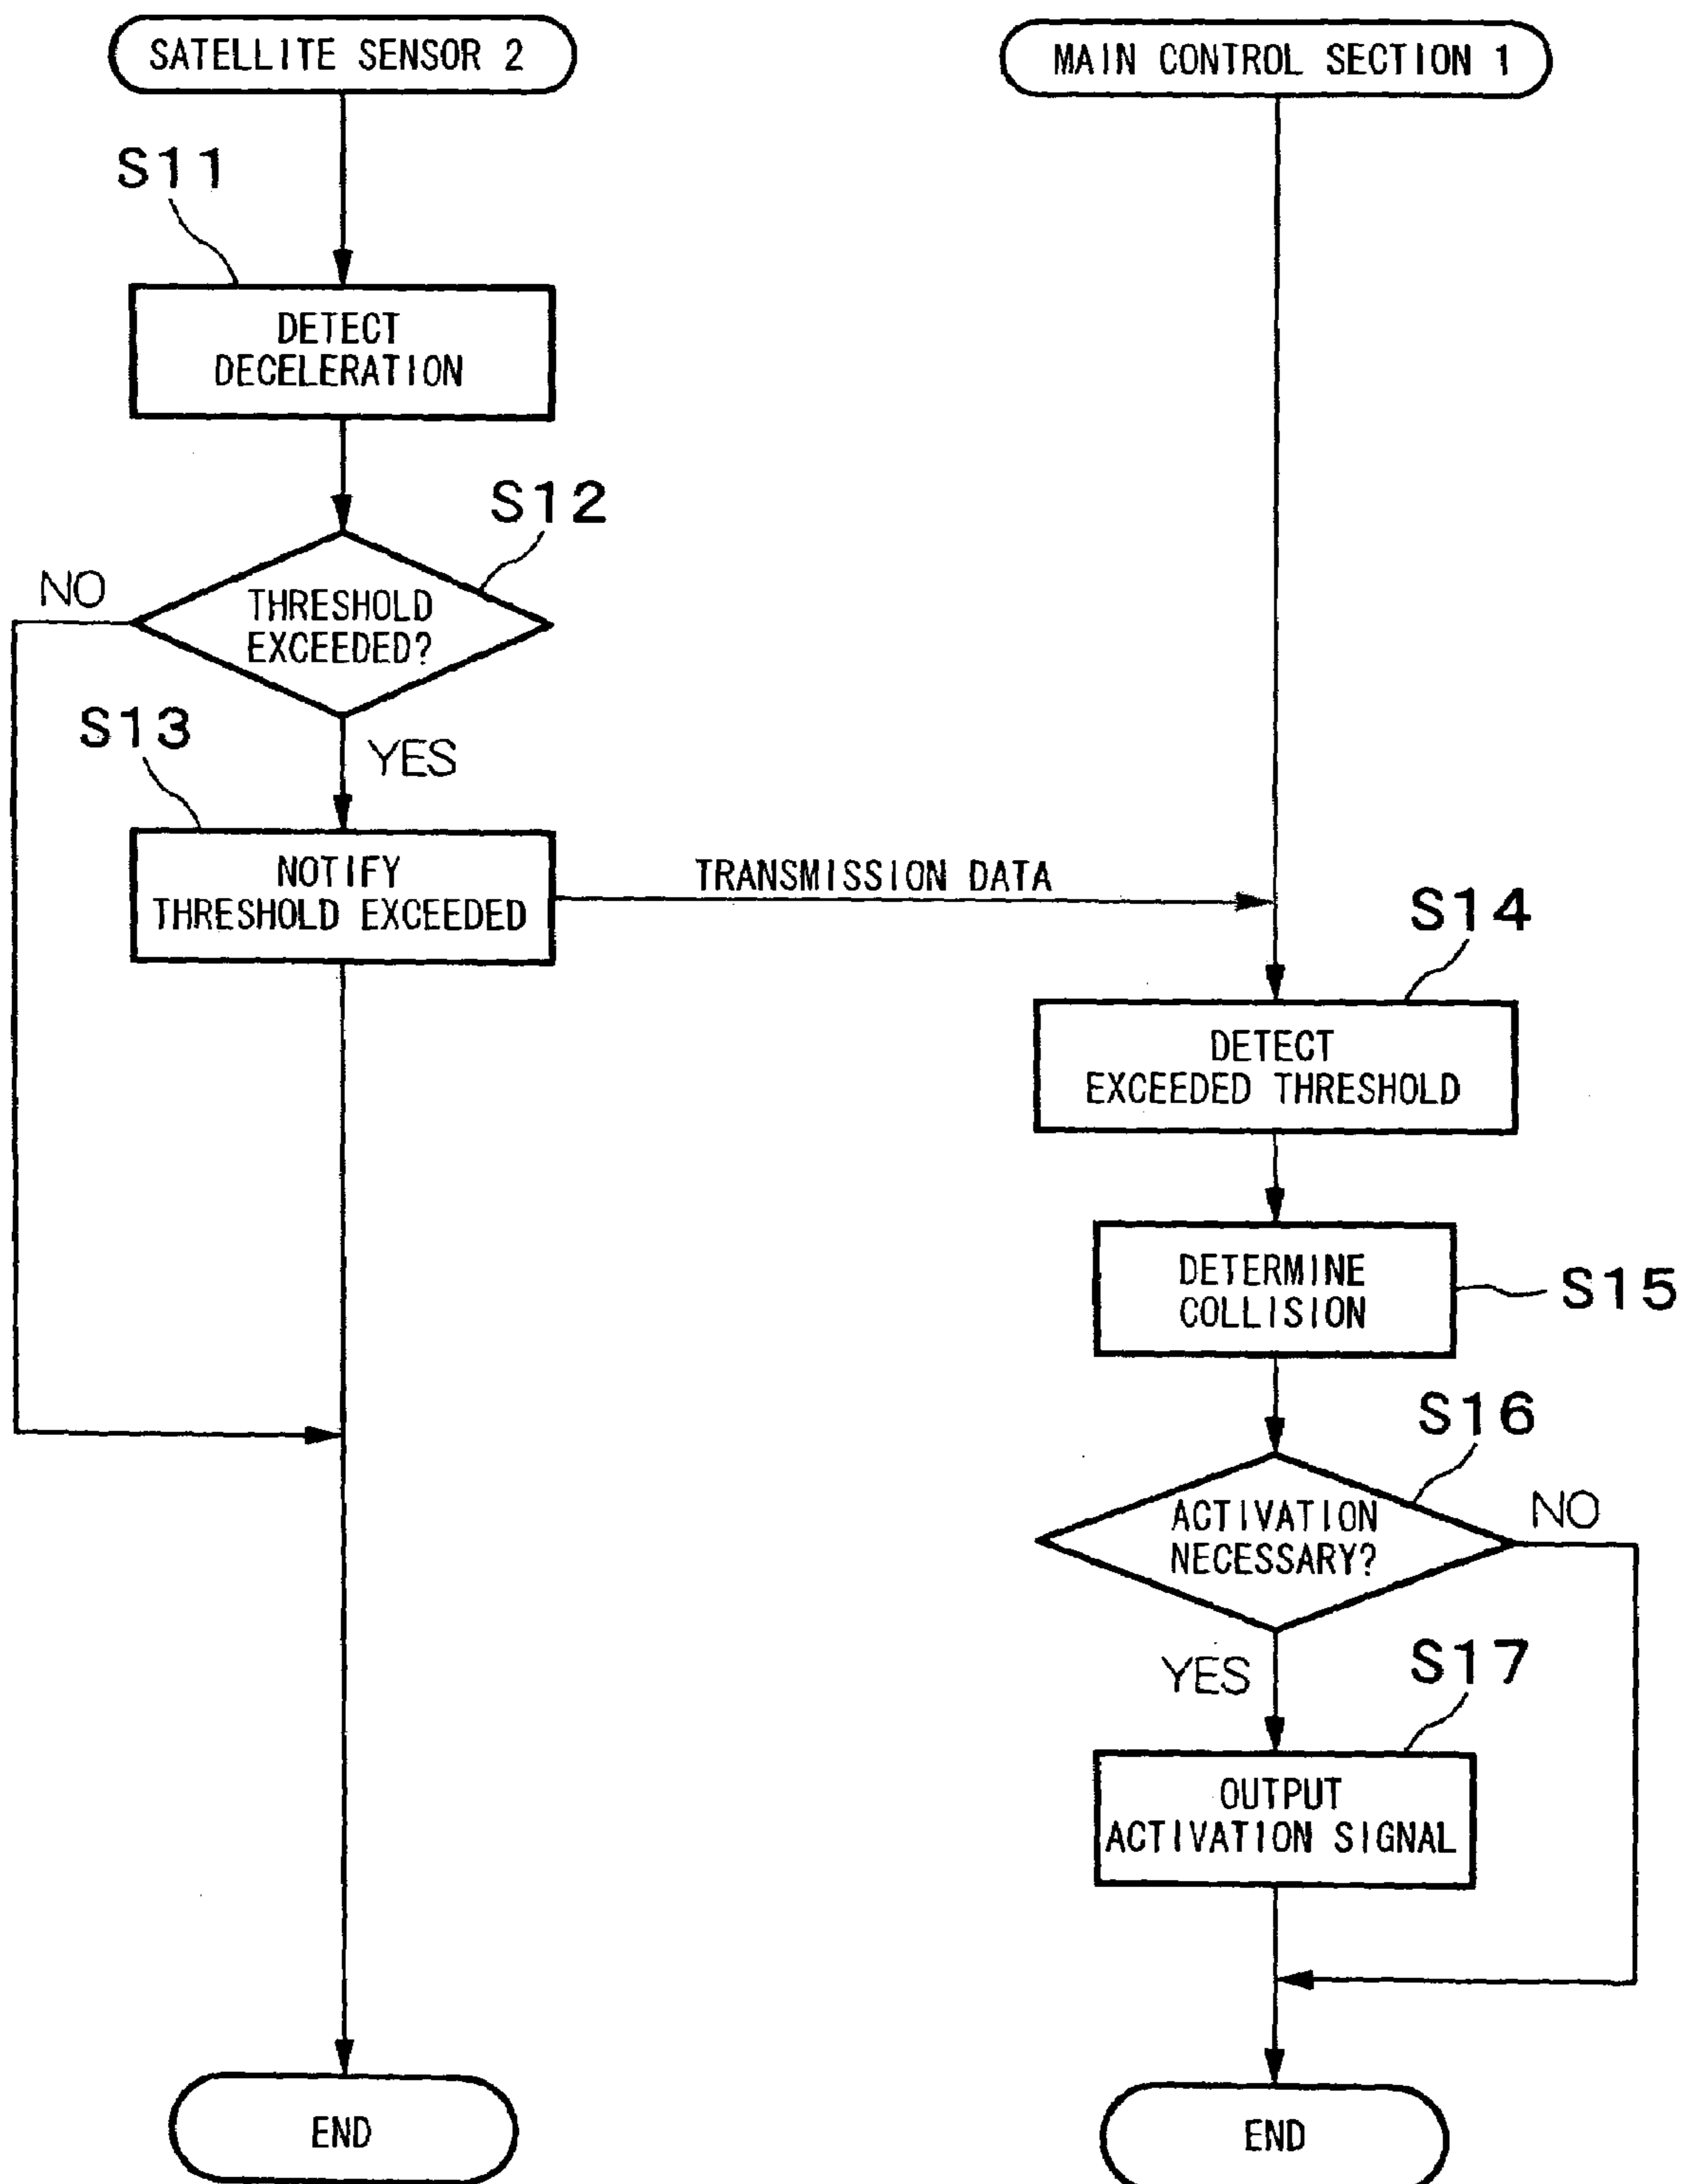 SATELLITE SENSOR 2
MAIN CONTROL SECTION 1
S11
DETECT
DECELERATION
S12
NO
THRESHOLD
EXCEEDED?
S13
YES
NOTIFY
THRESHOLD EXCEEDED
TRANSMISSION DATA
S14
DETECT
EXCEEDED THRESHOLD
DETERMINE
COLLISION
S15
S16
ACTIVATION
NECESSARY?
NO
YES
S17
OUTPUT
ACTIVATION SIGNAL
END
END